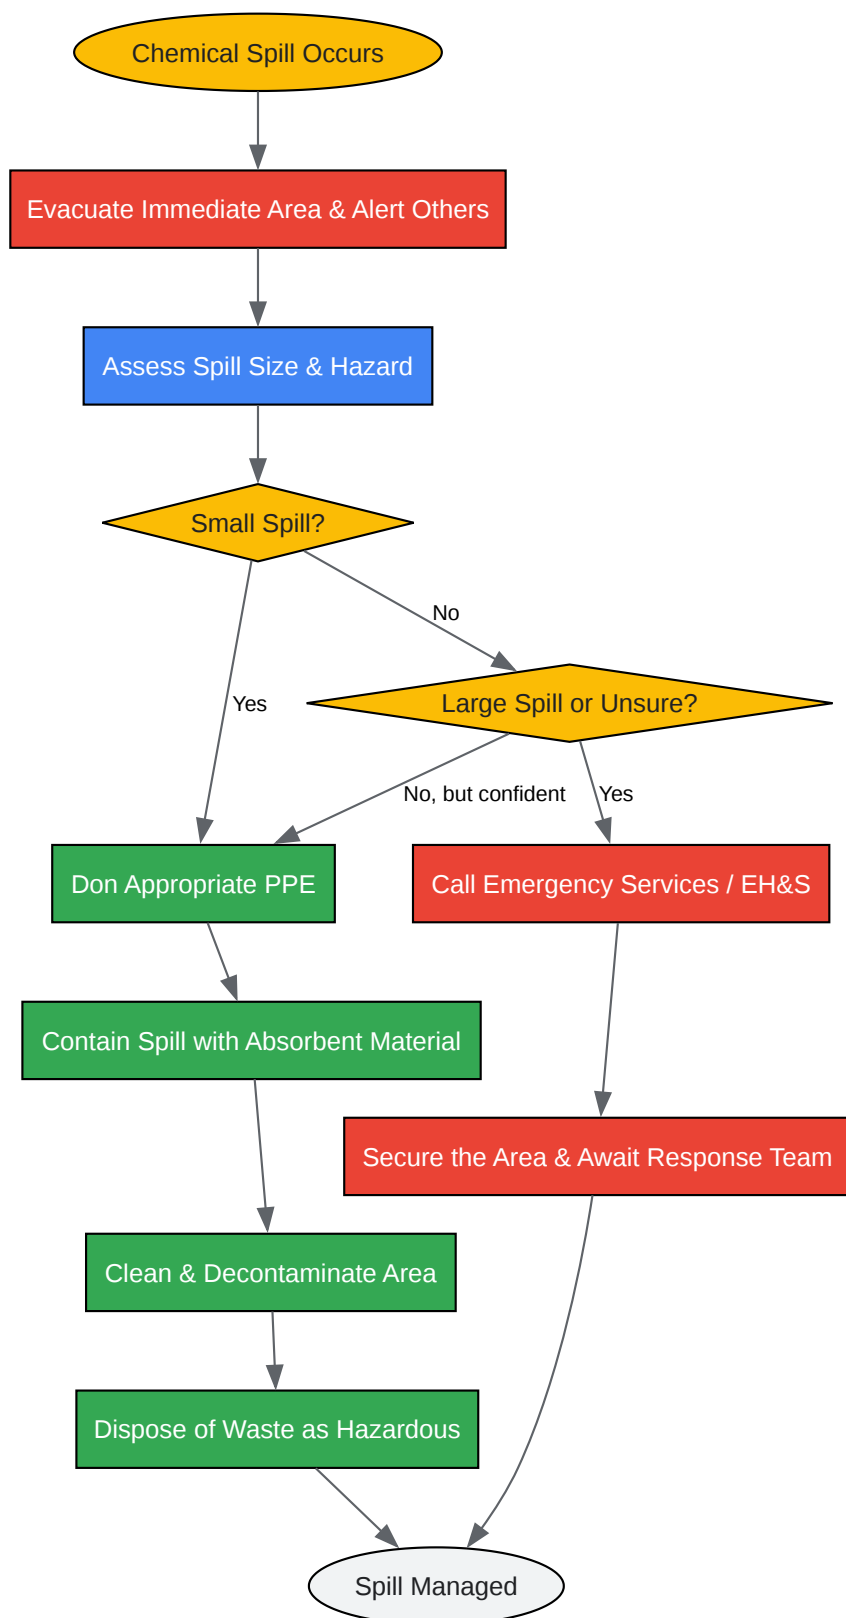 Chemical Spill Occurs
Evacuate Immediate Area & Alert Others
Assess Spill Size & Hazard
Small Spill?
No
Yes
Large Spill or Unsure?
No, but confident
Yes
Don Appropriate PPE
Call Emergency Services / EH&S
Contain Spill with Absorbent Material
Secure the Area & Await Response Team
Clean & Decontaminate Area
Dispose of Waste as Hazardous
Spill Managed